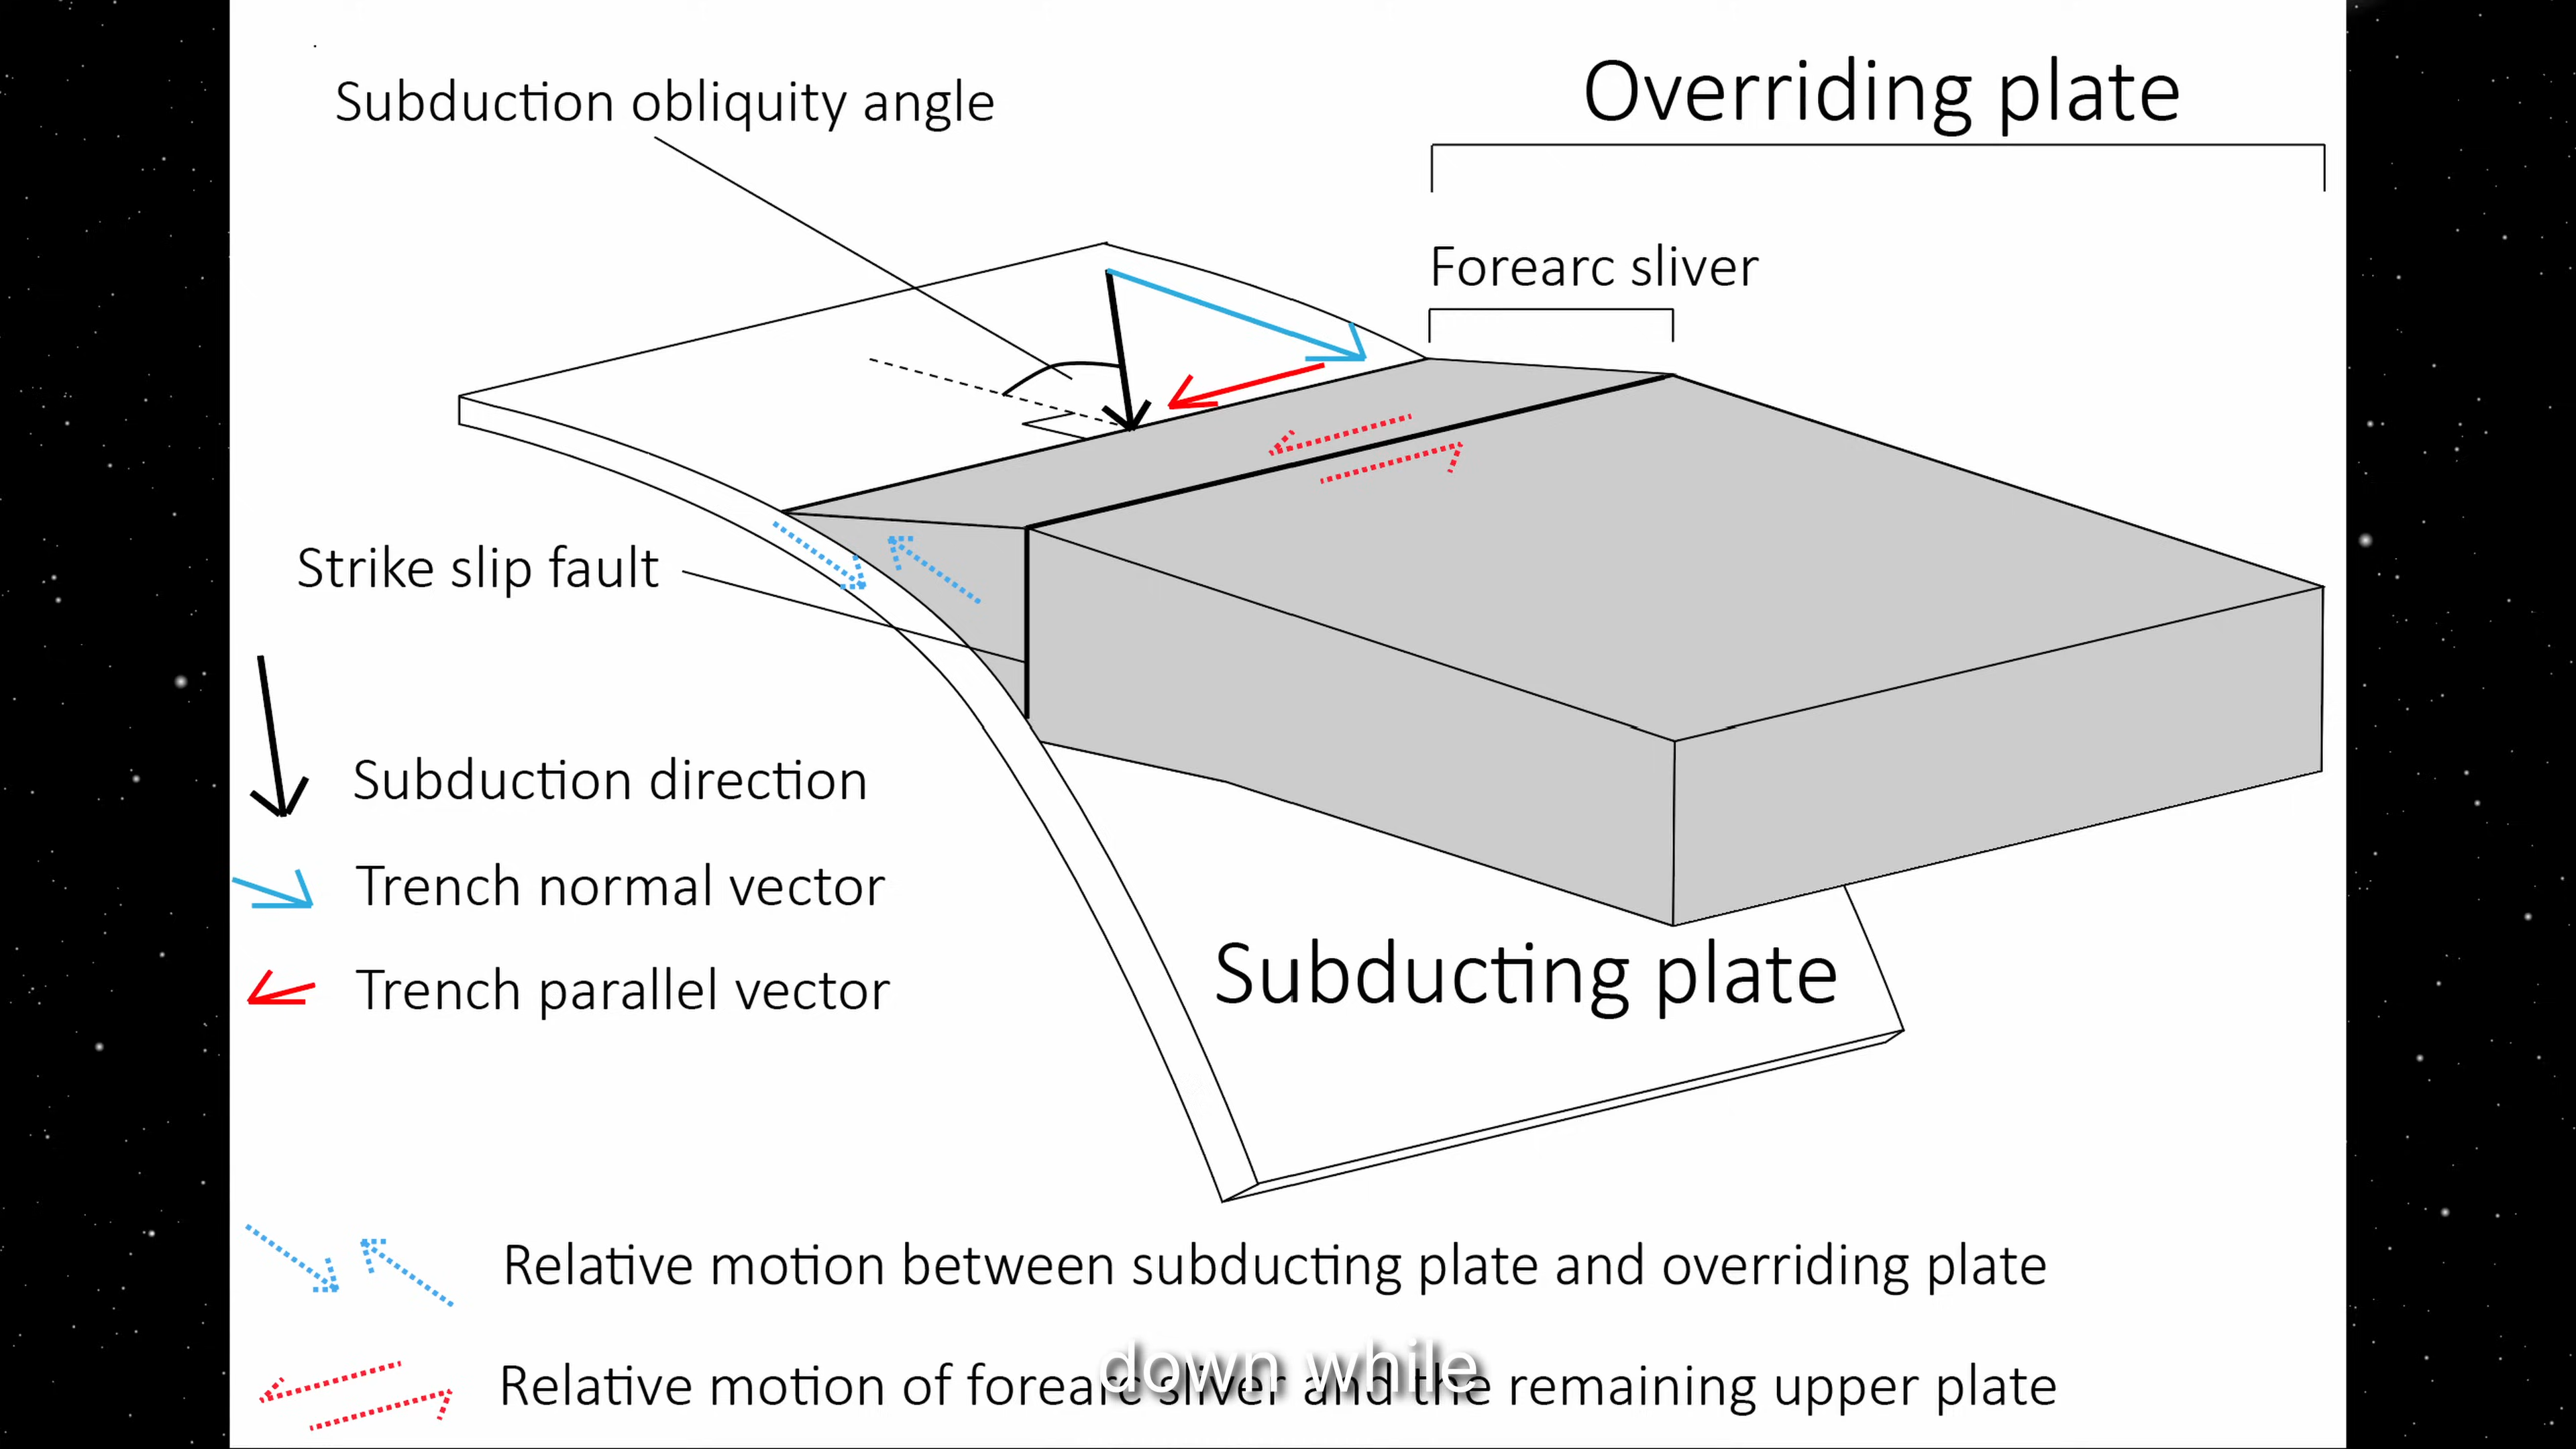 Subduction obliquity angle
Overriding plate
Forearc sliver
Strike slip fault
Subduction direction
Trench normal vector
Trench parallel vector
Subducting plate
Relative motion between subducting plate and overriding plate
Relative motion of forearc sliver and the remaining upper plate
down while